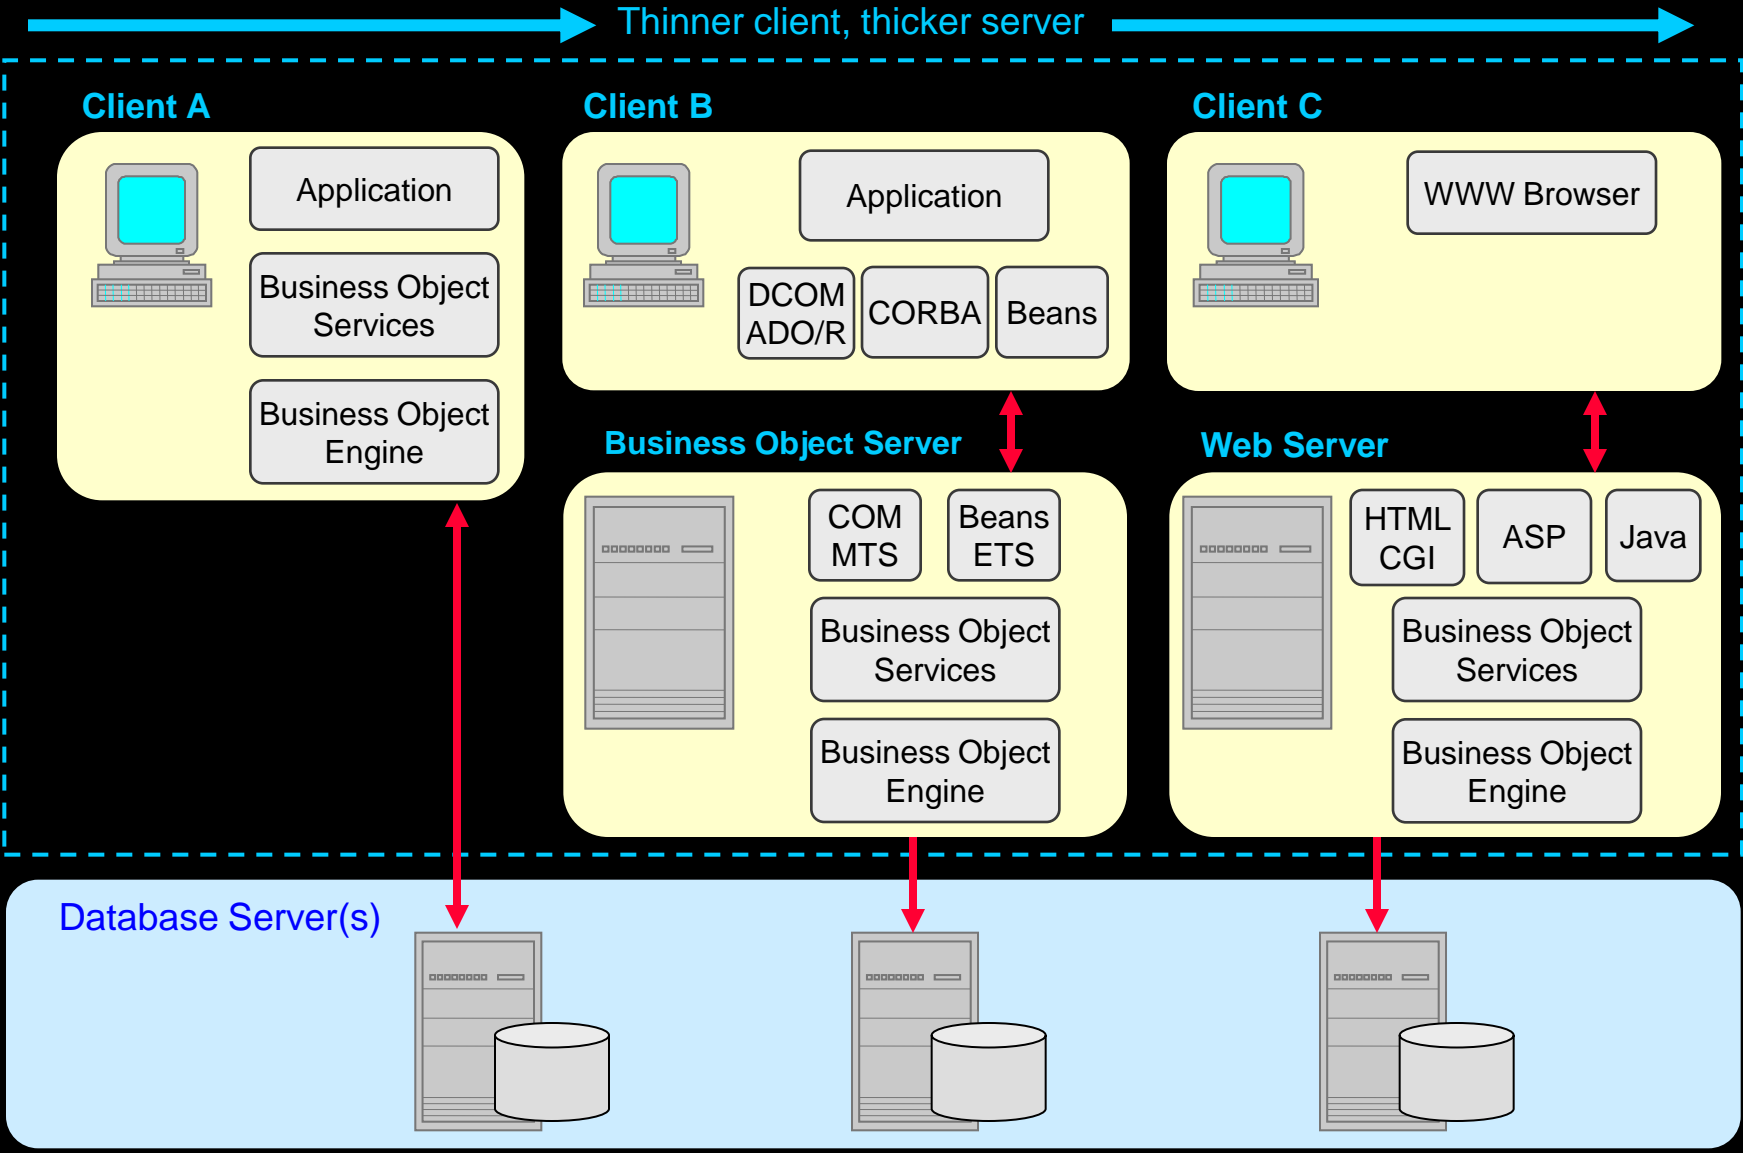 Thinner client, thicker server
Client A
Application
Business Object
Services
Business Object
Engine
Client B
Application
DCOM
ADO/R
CORBA
Beans
Business Object Server
COM
MTS
Beans
ETS
Business Object
Services
Business Object
Engine
Client C
WWW Browser
Web Server
HTML
CGI
ASP
Java
Business Object
Services
Business Object
Engine
Database Server(s)